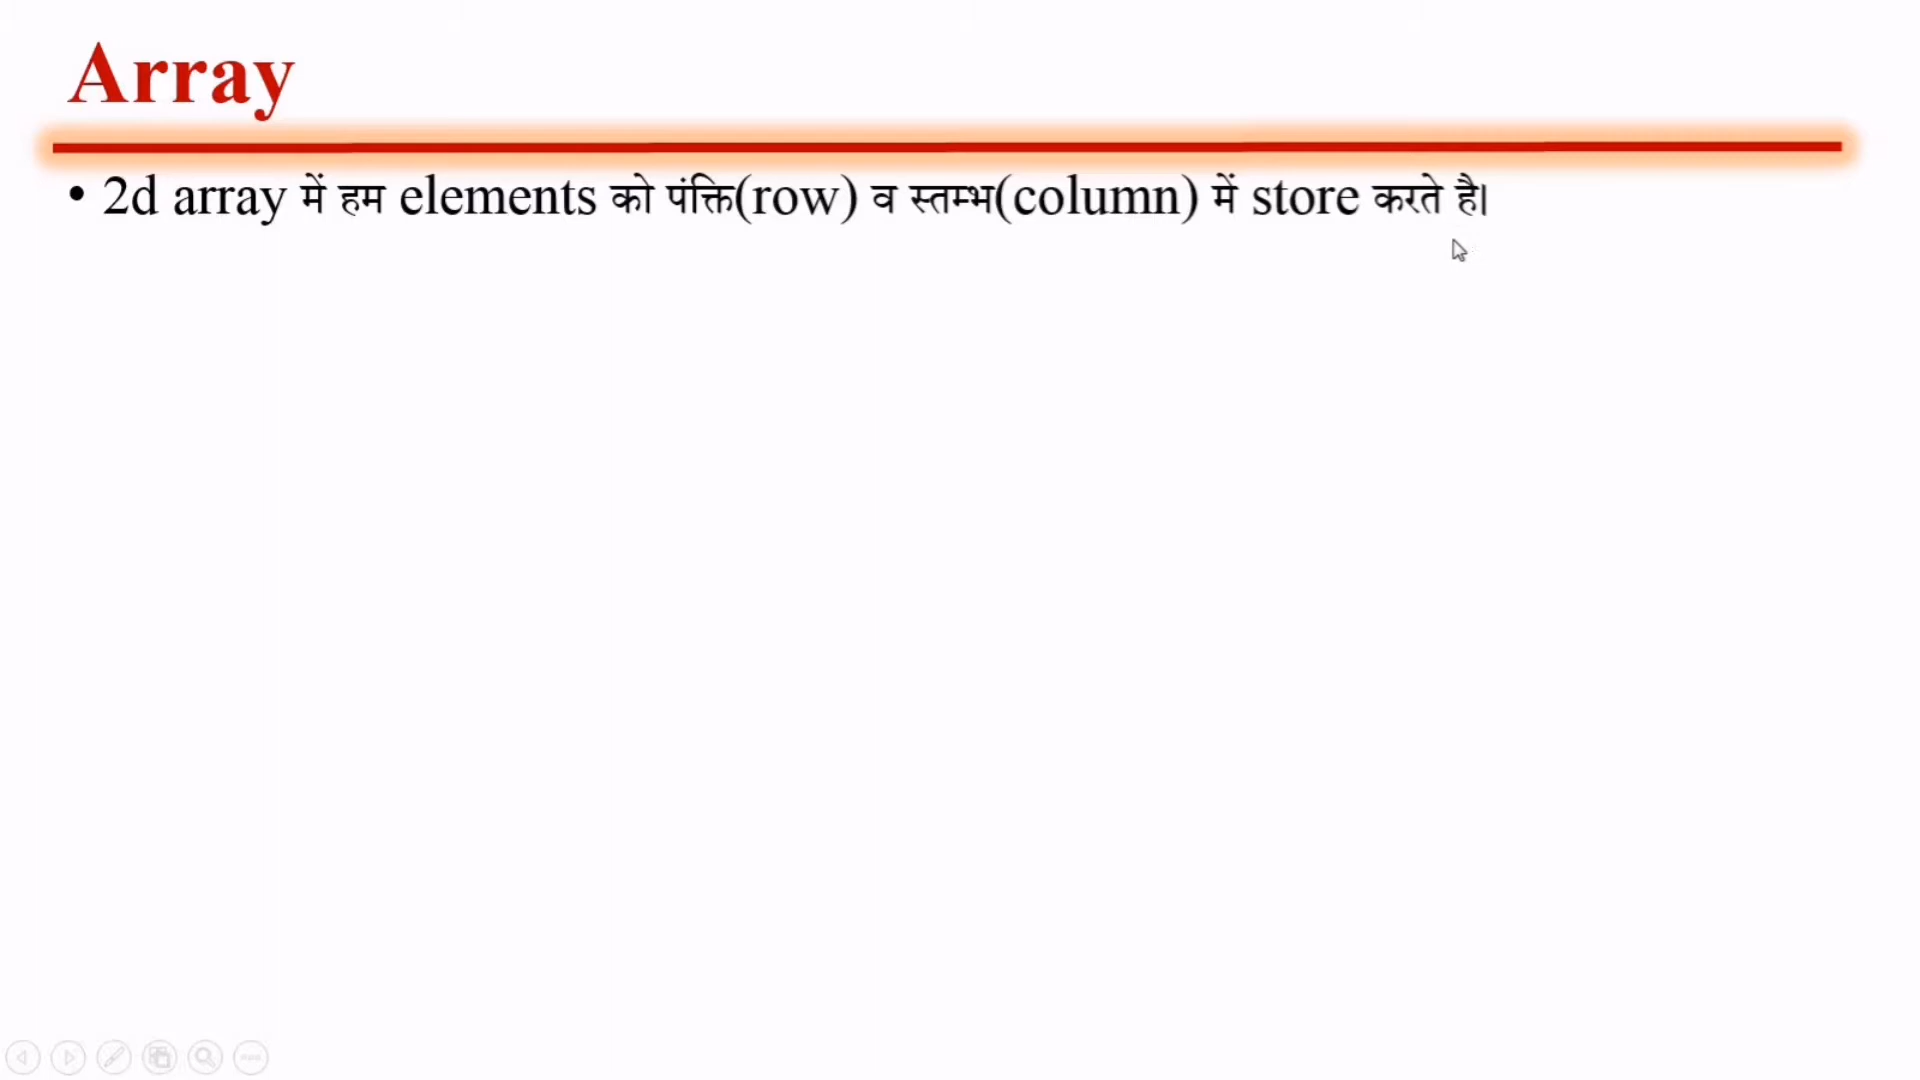 Array
• 2d array में हम elements को पंक्ति(row) व स्तम्भ(column) में store करते है।